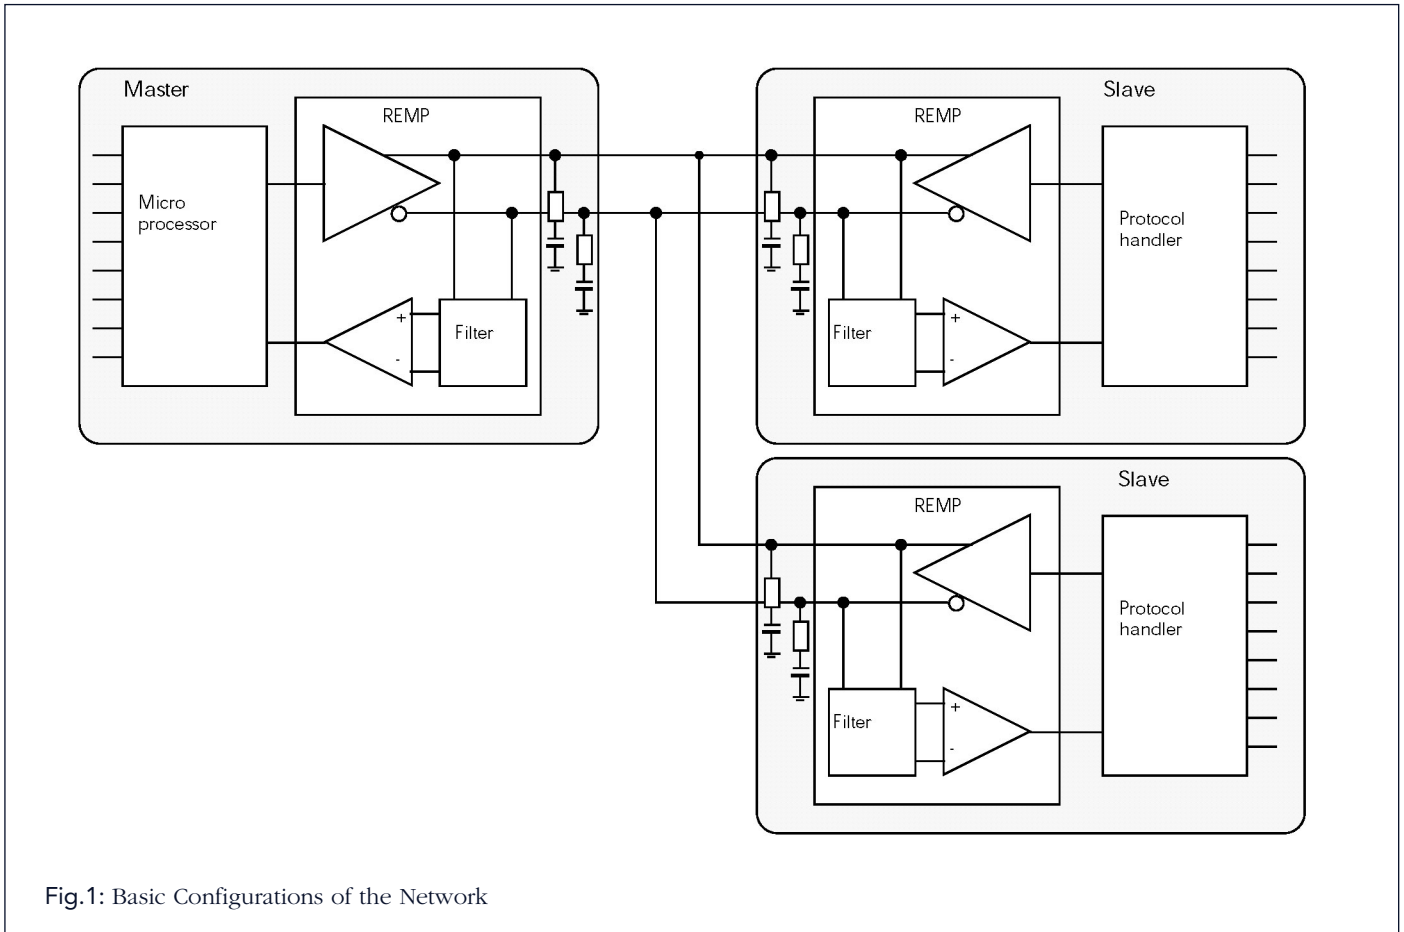 Master
REMP
Micro
processor
+
-
Filter
Slave
REMP
Protocol
handler
Filter
+
-
Slave
REMP
Protocol
handler
Filter
+
-
Fig.1: Basic Configurations of the Network